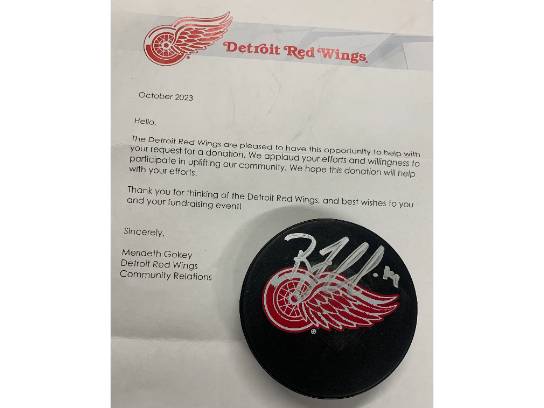 Detroit Red Wings
October 2023
Hello,
The Detroit Red Wings are pleased to have this opportunity to help with
your request for a donation. We applaud your efforts and willingness to
participate in uplifting our community. We hope this donation will help
with your efforts.
Thank you for thinking of the Detroit Red Wings, and best wishes to you
and your fundraising event!
Sincerely,
Merideth Gokey
Detroit Red Wings
Community Relations
®